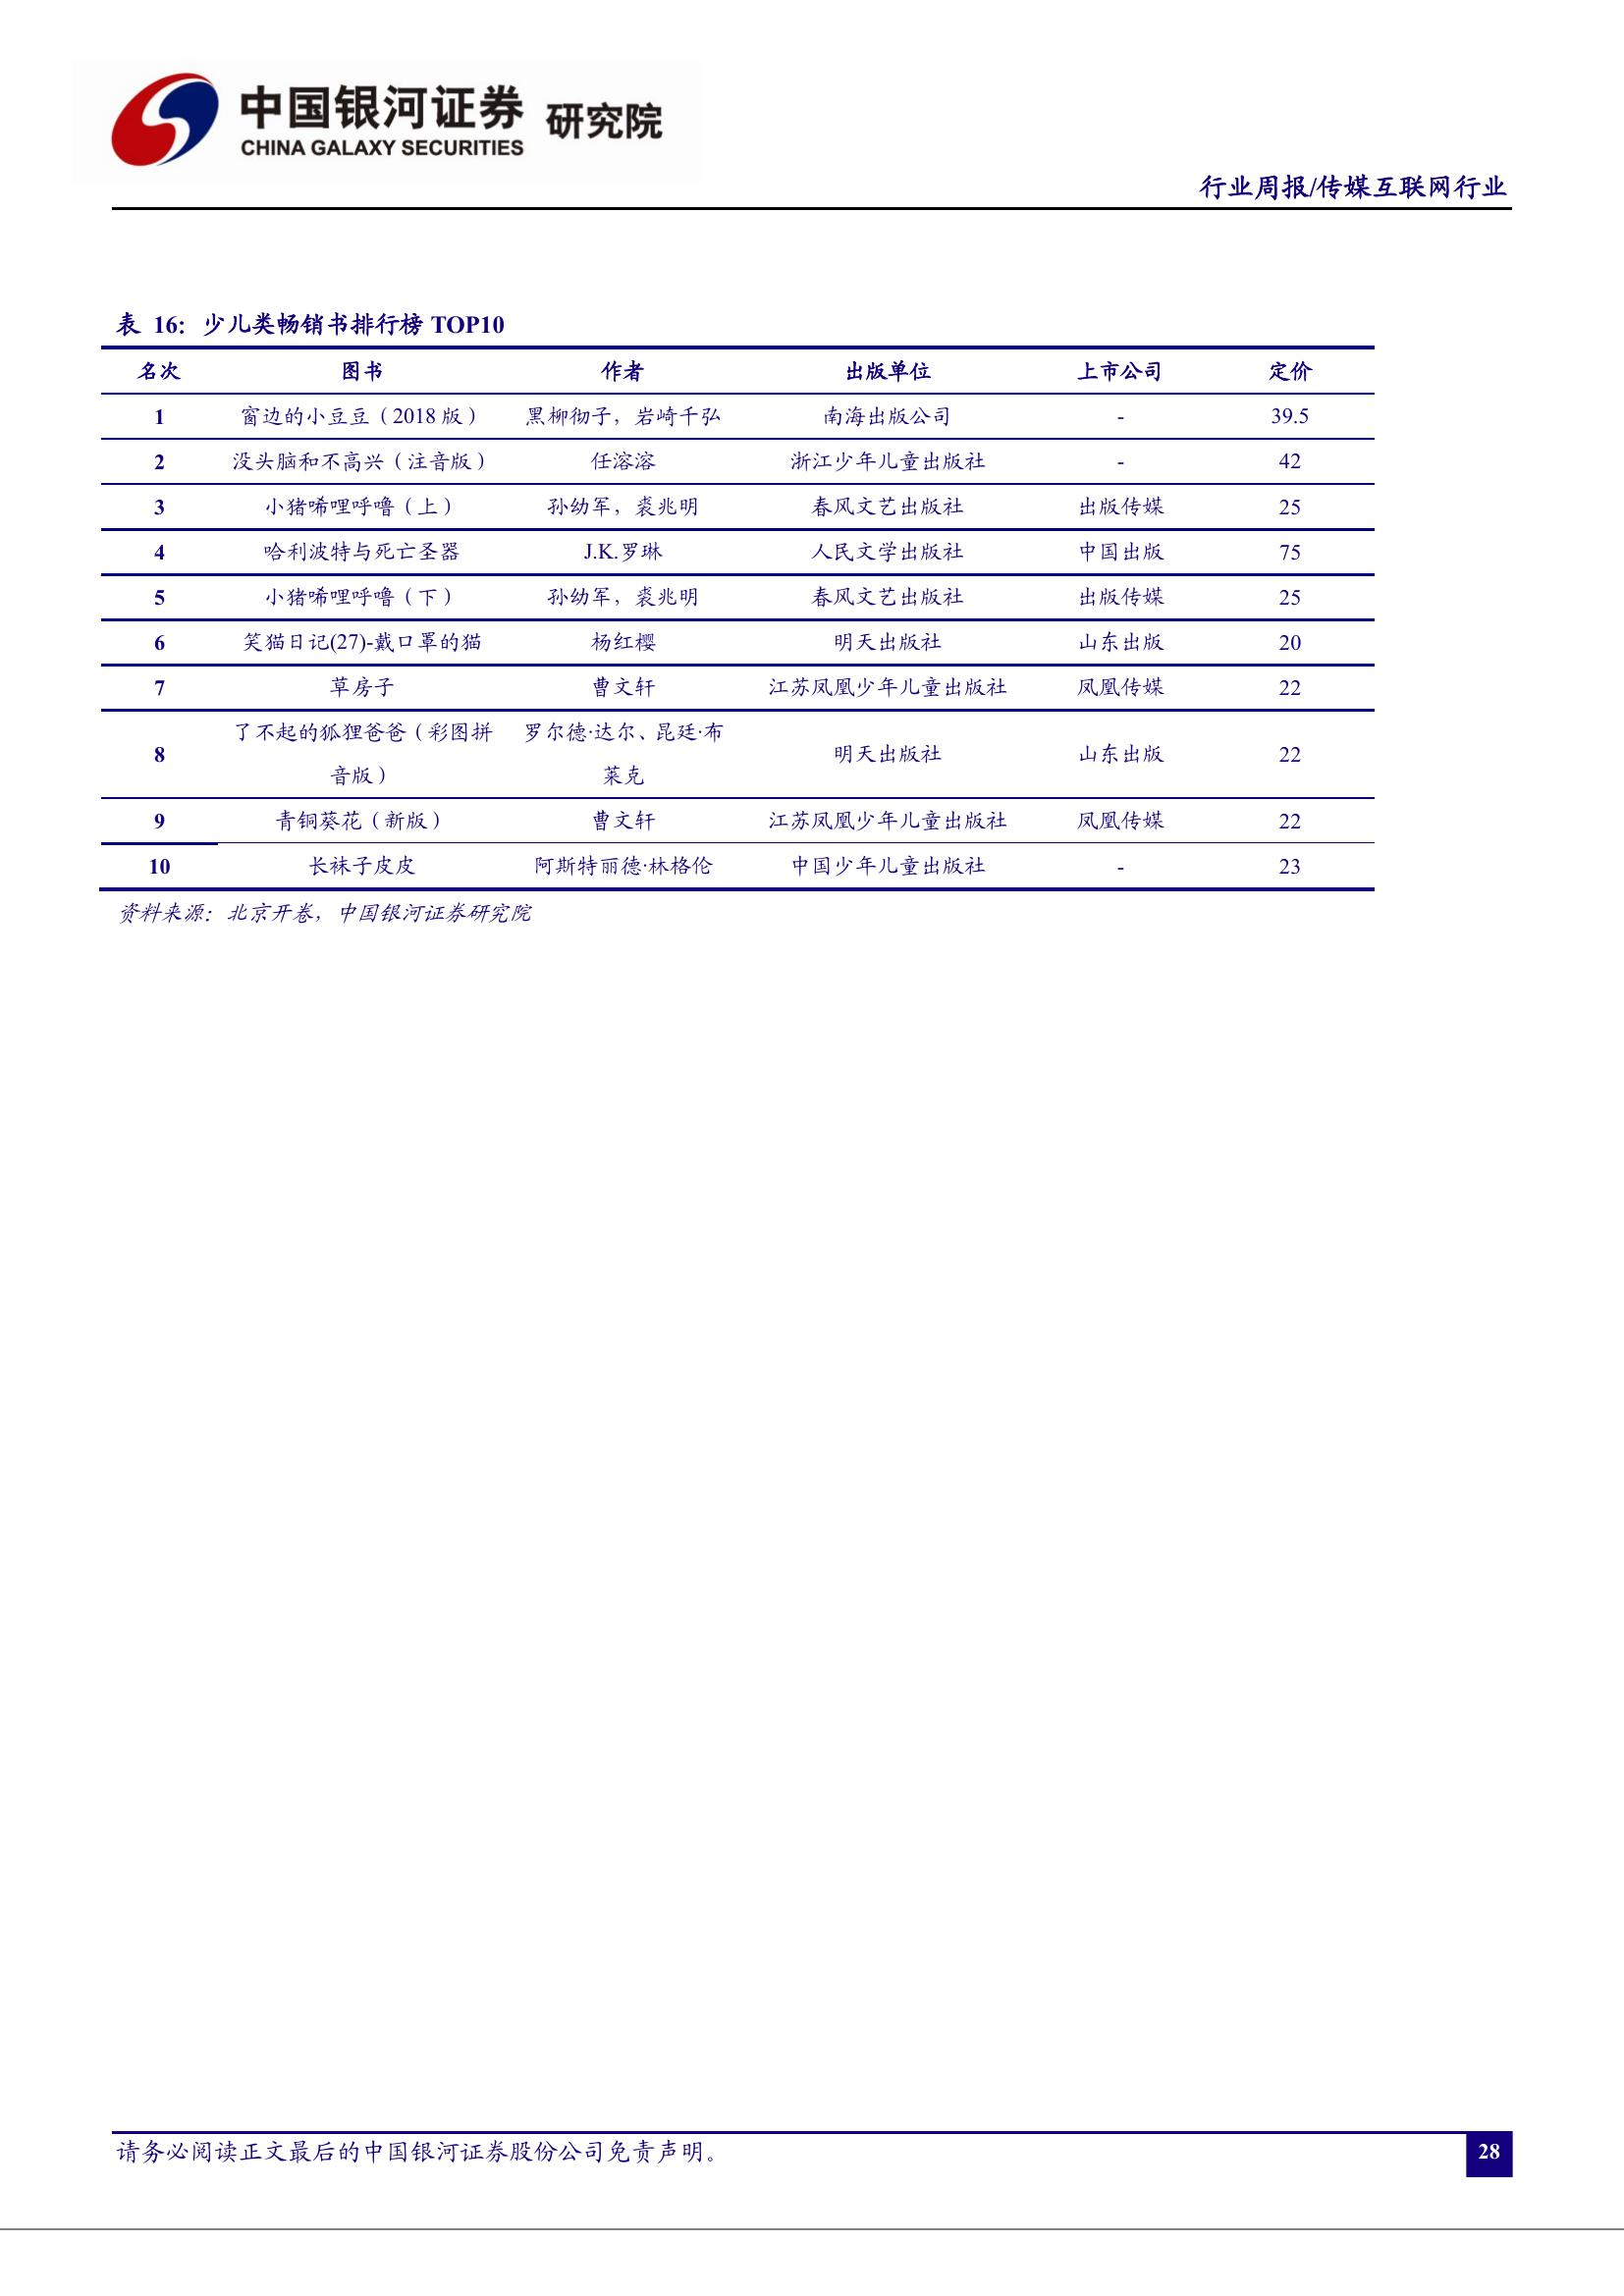 中国银河证券 研究院
CHINA GALAXY SECURITIES
行业周报/传媒互联网行业
表 16: 少儿类畅销书排行榜 TOP10
名次 图书 作者 出版单位 上市公司 定价
1 窗边的小豆豆（2018 版） 黑柳彻子，岩崎千弘 南海出版公司 - 39.5
2 没头脑和不高兴（注音版） 任溶溶 浙江少年儿童出版社 - 42
3 小猪唏哩呼噜（上） 孙幼军，裘兆明 春风文艺出版社 出版传媒 25
4 哈利波特与死亡圣器 J.K.罗琳 人民文学出版社 中国出版 75
5 小猪唏哩呼噜（下） 孙幼军，裘兆明 春风文艺出版社 出版传媒 25
6 笑猫日记(27)-戴口罩的猫 杨红樱 明天出版社 山东出版 20
7 草房子 曹文轩 江苏凤凰少年儿童出版社 凤凰传媒 22
8 了不起的狐狸爸爸（彩图拼 罗尔德·达尔、昆廷·布 明天出版社 山东出版 22
音版） 莱克
9 青铜葵花（新版） 曹文轩 江苏凤凰少年儿童出版社 凤凰传媒 22
10 长袜子皮皮 阿斯特丽德·林格伦 中国少年儿童出版社 - 23
资料来源：北京开卷，中国银河证券研究院
请务必阅读正文最后的中国银河证券股份公司免责声明。
28